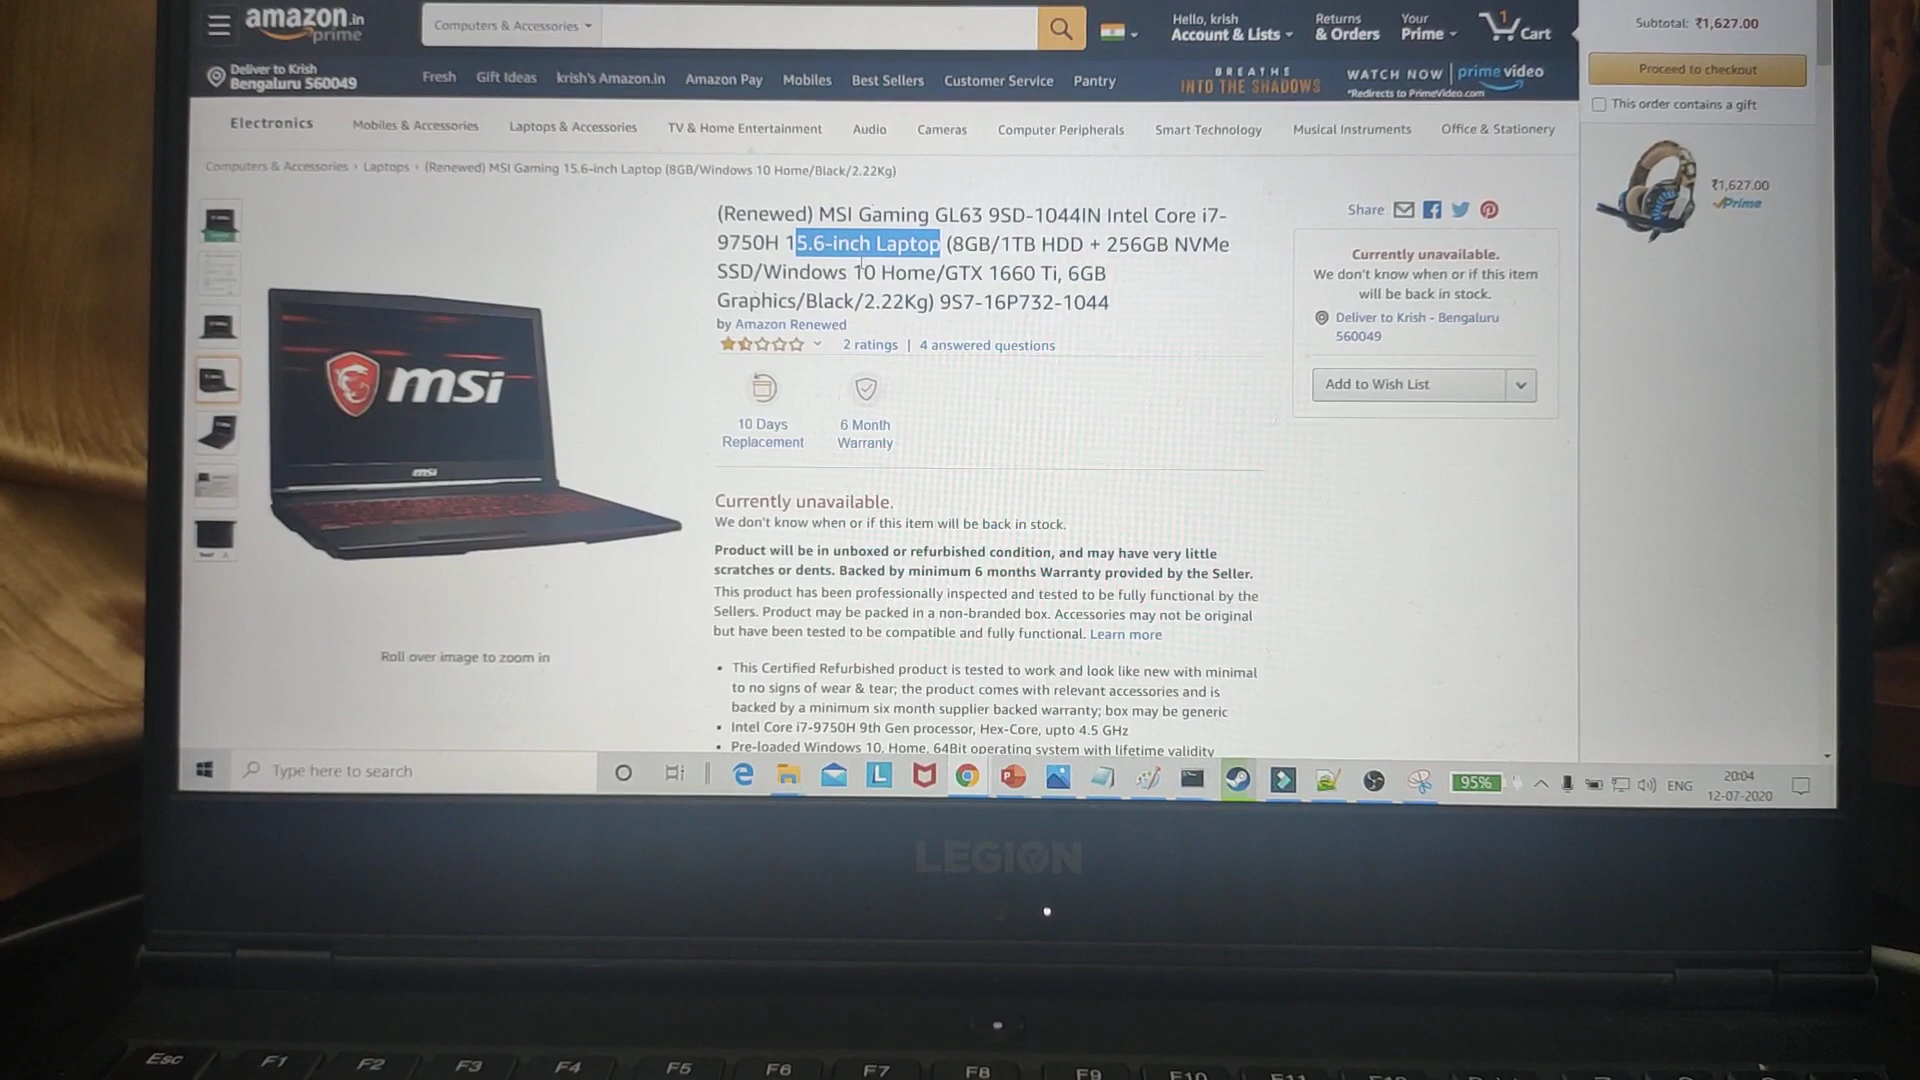 amazon.in
prime
Computers & Accessories
Hello, krish
Account & Lists
Returns
& Orders
Your
Prime
1
Cart
Subtotal: ₹1,627.00
Proceed to checkout
This order contains a gift
₹1,627.00
Prime
Deliver to Krish
Bengaluru 560049
Fresh
Gift Ideas
krish's Amazon.in
Amazon Pay
Mobiles
Best Sellers
Customer Service
Pantry
BREATHE
INTO THE SHADOWS
WATCH NOW
prime video
*Redirects to PrimeVideo.com
Electronics
Mobiles & Accessories
Laptops & Accessories
TV & Home Entertainment
Audio
Cameras
Computer Peripherals
Smart Technology
Musical Instruments
Office & Stationery
Computers & Accessories › Laptops › (Renewed) MSI Gaming 15.6-inch Laptop (8GB/Windows 10 Home/Black/2.22Kg)
(Renewed) MSI Gaming GL63 9SD-1044IN Intel Core i7-
9750H 15.6-inch Laptop (8GB/1TB HDD + 256GB NVMe
SSD/Windows 10 Home/GTX 1660 Ti, 6GB
Graphics/Black/2.22Kg) 9S7-16P732-1044
by Amazon Renewed
2 ratings | 4 answered questions
10 Days
Replacement
6 Month
Warranty
Share
Currently unavailable.
We don't know when or if this item
will be back in stock.
Deliver to Krish - Bengaluru
560049
Add to Wish List
msi
msi
Roll over image to zoom in
Currently unavailable.
We don't know when or if this item will be back in stock.
Product will be in unboxed or refurbished condition, and may have very little
scratches or dents. Backed by minimum 6 months Warranty provided by the Seller.
This product has been professionally inspected and tested to be fully functional by the
Sellers. Product may be packed in a non-branded box. Accessories may not be original
but have been tested to be compatible and fully functional. Learn more
• This Certified Refurbished product is tested to work and look like new with minimal
to no signs of wear & tear; the product comes with relevant accessories and is
backed by a minimum six month supplier backed warranty; box may be generic
• Intel Core i7-9750H 9th Gen processor, Hex-Core, upto 4.5 GHz
• Pre-loaded Windows 10, Home, 64Bit operating system with lifetime validity
Type here to search
L
95%
ENG
20:04
12-07-2020
LEGION
Esc
F1
F2
F3
F4
F5
F6
F7
F8
F9
F10
F11